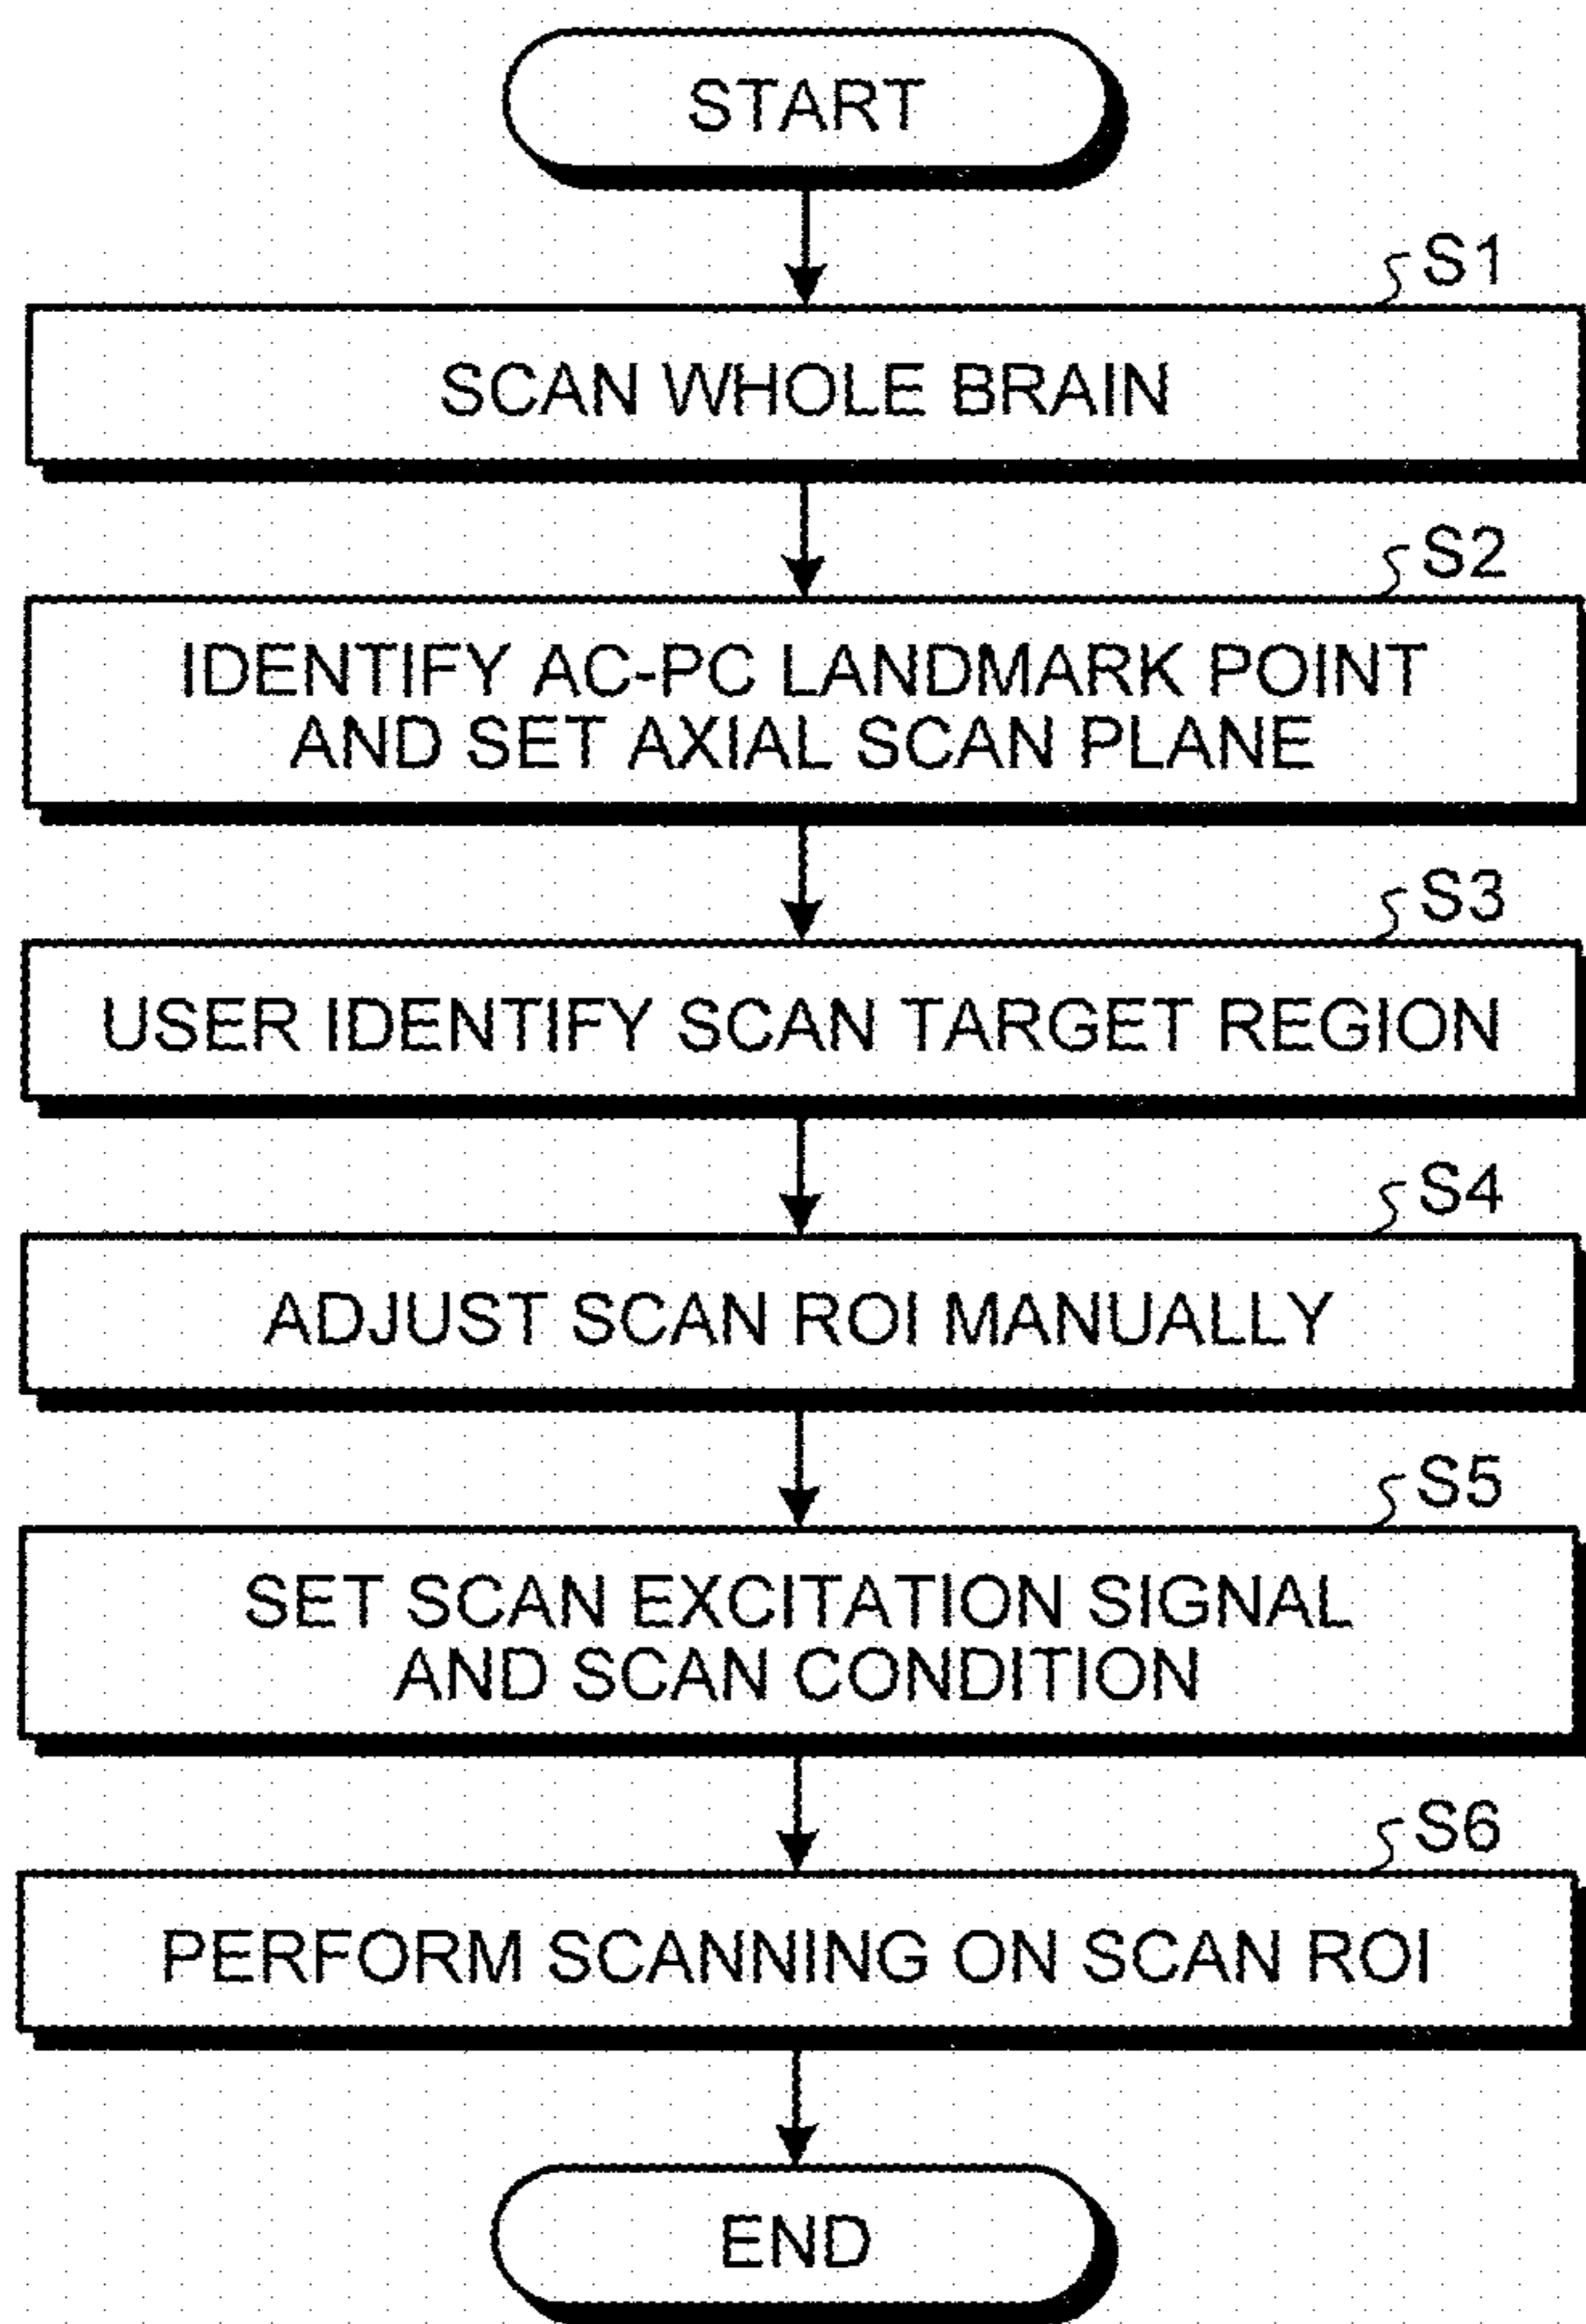 START
S1
SCAN WHOLE BRAIN
S2
IDENTIFY AC-PC LANDMARK POINT
AND SET AXIAL SCAN PLANE
S3
USER IDENTIFY SCAN TARGET REGION
S4
ADJUST SCAN ROI MANUALLY
S5
SET SCAN EXCITATION SIGNAL
AND SCAN CONDITION
S6
PERFORM SCANNING ON SCAN ROI
END